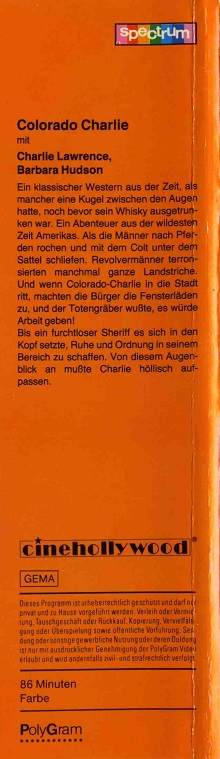 spectrum
Colorado Charlie
mit
Charlie Lawrence,
Barbara Hudson
Ein klassischer Western aus der Zeit, als
mancher eine Kugel zwischen den Augen
hatte, noch bevor sein Whisky ausgetrun-
ken war. Ein Abenteuer aus der wildesten
Zeit Amerikas. Als die Männer nach Pfer-
den rochen und mit dem Colt unter dem
Sattel schliefen. Revolvermänner terrori-
sierten manchmal ganze Landstriche.
Und wenn Colorado-Charlie in die Stadt
ritt, machten die Bürger die Fensterläden
zu, und der Totengräber wußte, es würde
Arbeit geben!
Bis ein furchtloser Sheriff es sich in den
Kopf setzte, Ruhe und Ordnung in seinem
Bereich zu schaffen. Von diesem Augen-
blick an mußte Charlie höllisch auf-
passen.
cinehollywood®
GEMA
Dieses Programm ist urheberrechtlich geschützt und darf nur
privat und zu Hause vorgeführt werden. Verleih oder Vermie-
tung, Tauschgeschäft oder Rückkauf, Kopierung, Vervielfälti-
gung oder Überspielung sowie öffentliche Vorführung, Sen-
dung oder sonstige gewerbliche Nutzung oder deren Duldung
ist nur mit ausdrücklicher Genehmigung der PolyGram Video
erlaubt und wird andernfalls zivil- und strafrechtlich verfolgt.
86 Minuten
Farbe
PolyGram